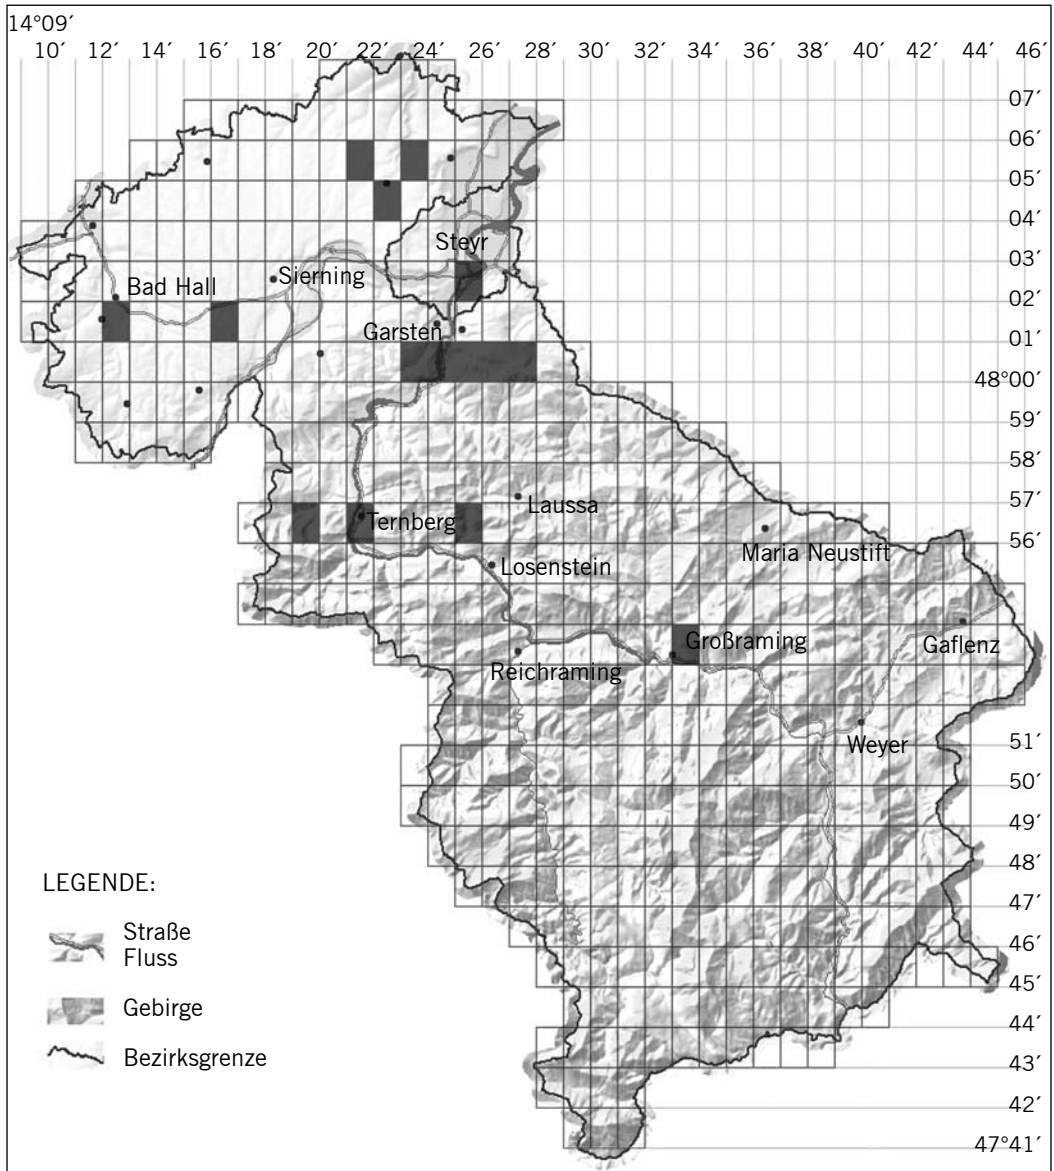 14°09´
10´ 12´ 14´ 16´ 18 20´ 22´ 24´ 26´ 28´ 30´ 32´ 34´ 36´ 38´ 40´ 42´ 44´ 46´
07´
06´
05´
04´
Steyr
03´
Bad Hall
Sierning
02´
Garsten
01´
48°00´
59´
58´
57´
Laussa
Ternberg
56´
Maria Neustift
Losenstein
Großraming
Gaflenz
Reichraming
51´
Weyer
50´
49´
48´
47´
46´
45´
44´
43´
42´
47°41´
LEGENDE:
Straße
Fluss
Gebirge
Bezirksgrenze